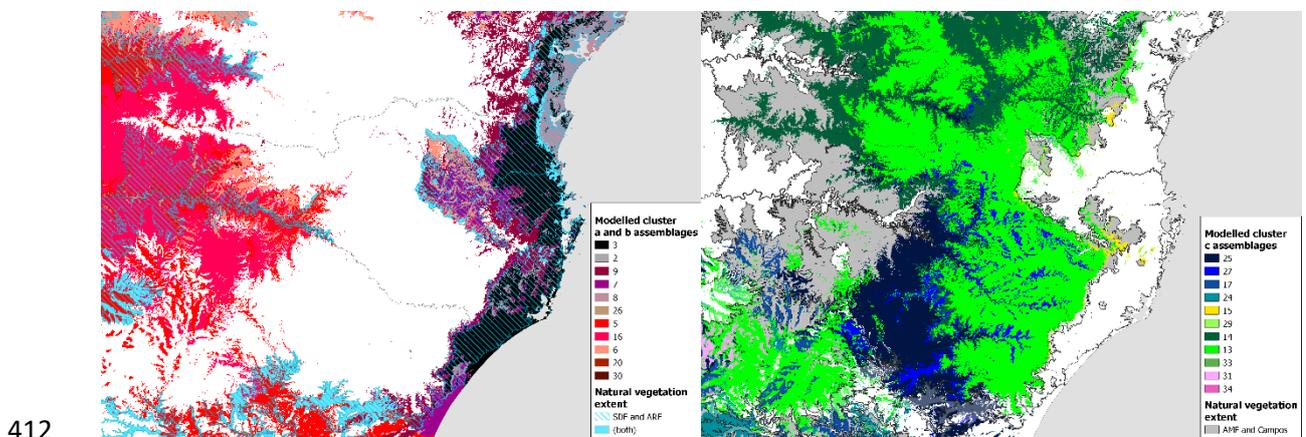 Modelled cluster
a and b assemblages
3
2
9
7
8
26
5
16
6
20
30
Natural vegetation
extent
SDF and ARF
(both)
Modelled cluster
c assemblages
25
27
17
24
15
29
14
13
33
31
34
Natural vegetation
extent
AMF and Campos
412